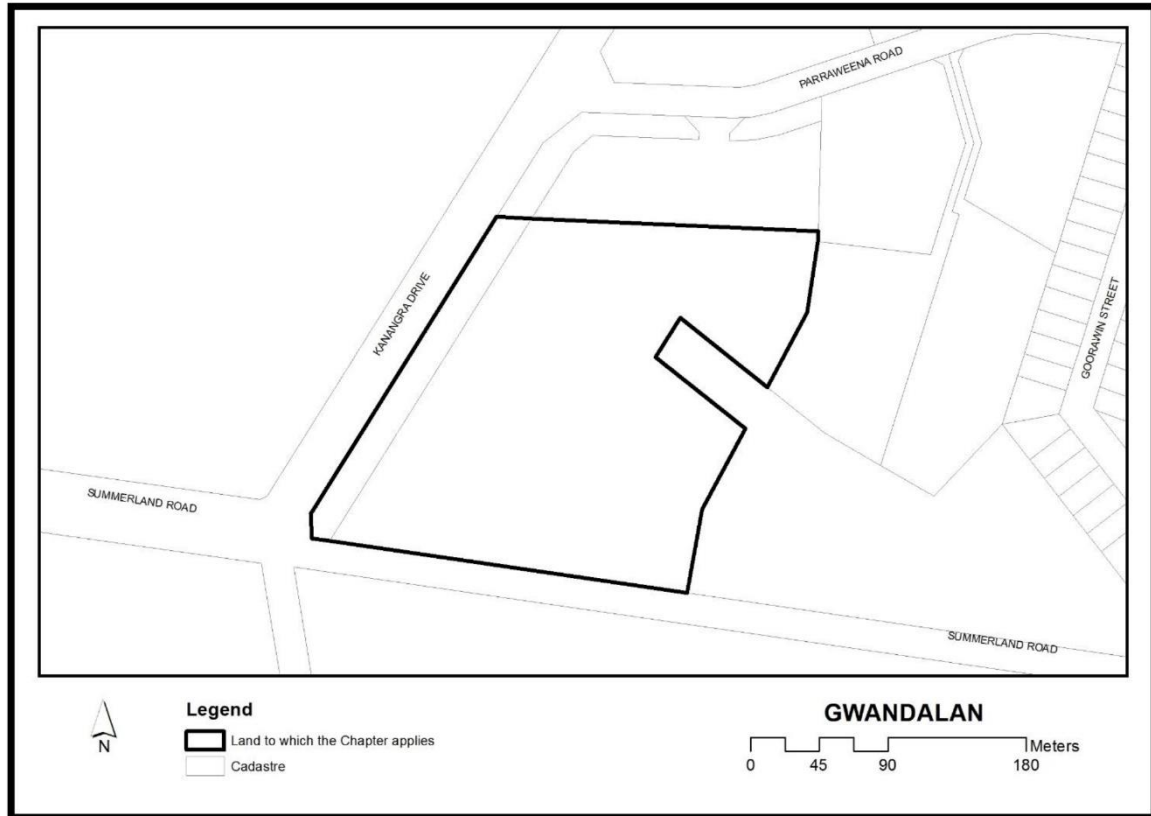 PARRAWEENA ROAD
KANANGRA DRIVE
GOORAWIN STREET
SUMMERLAND ROAD
SUMMERLAND ROAD
N
Legend
Land to which the Chapter applies
Cadastre
GWANDALAN
Meters
0 45 90 180